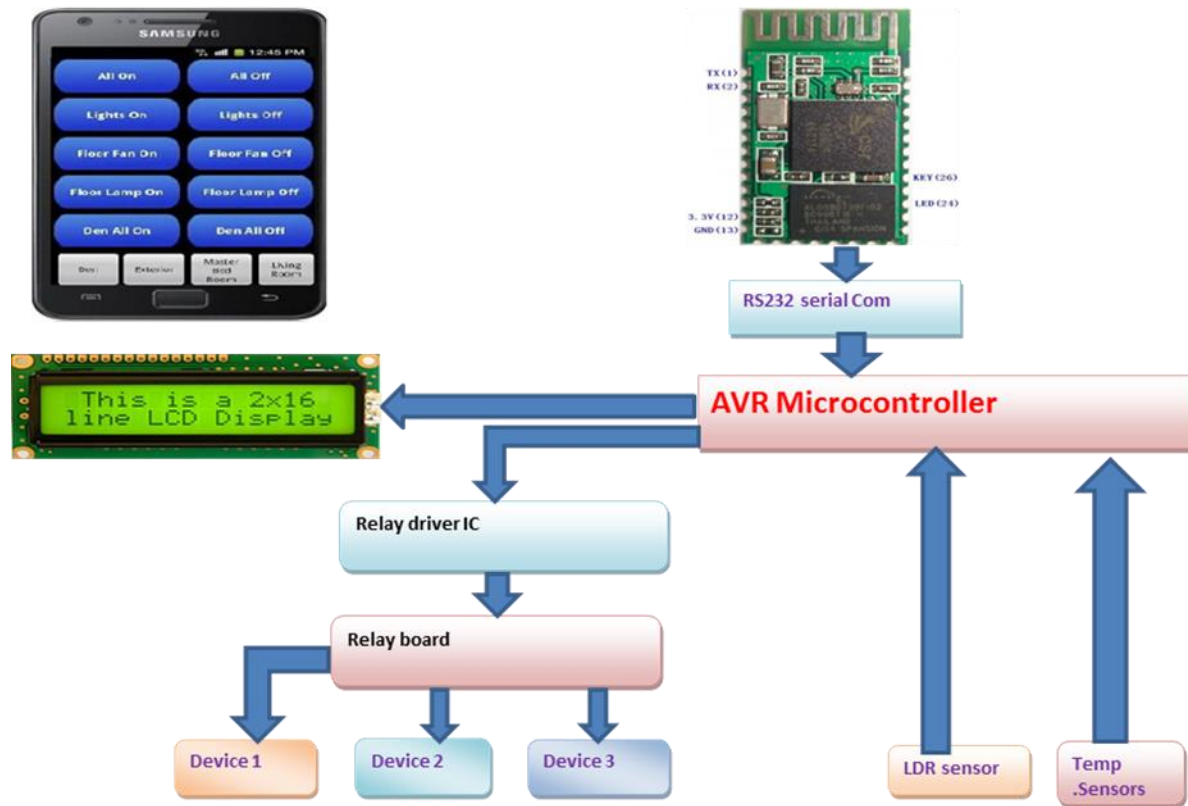 SAMSUNG
12:45 PM
All On
All Off
Lights On
Lights Off
Floor Fan On
Floor Fan Off
Floor Lamp On
Floor Lamp Off
Den All On
Den All Off
Den
Exterior
Master
Bed
Room
Living
Room
TX(1)
RX(2)
KEY(26)
LED(24)
3.3V(12)
GND(13)
RS232 serial Com
This is a 2x16
line LCD Display
AVR Microcontroller
Relay driver IC
Relay board
Device 1
Device 2
Device 3
LDR sensor
Temp
.Sensors